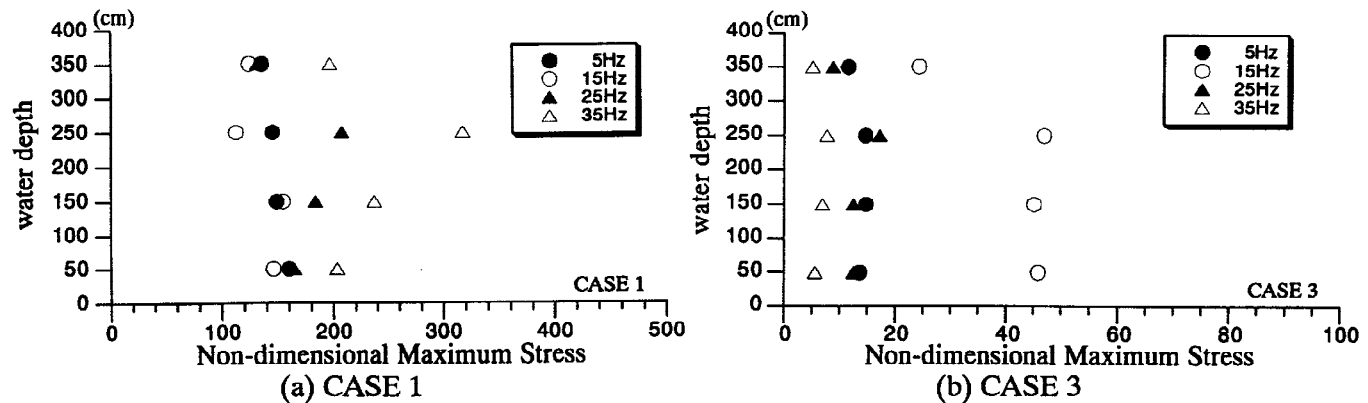 (cm)
400
350
300
250
200
150
100
50
0
water depth
5Hz
15Hz
25Hz
35Hz
CASE 1
0 100 200 300 400 500
Non-dimensional Maximum Stress
(a) CASE 1
(cm)
400
350
300
250
200
150
100
50
0
water depth
5Hz
15Hz
25Hz
35Hz
CASE 3
0 20 40 60 80 100
Non-dimensional Maximum Stress
(b) CASE 3